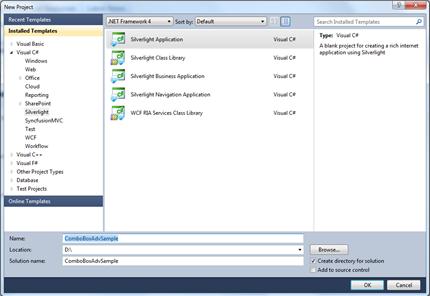 New Project
Recent Templates
.NET Framework 4
Sort by: Default
Search Installed Templates
Installed Templates
Visual Basic
Visual C#
Windows
Web
Office
Cloud
Reporting
SharePoint
Silverlight
SyncfusionMVC
Test
WCF
Workflow
Visual C++
Visual F#
Other Project Types
Database
Test Projects
Online Templates
Silverlight Application Visual C#
Silverlight Class Library Visual C#
Silverlight Business Application Visual C#
Silverlight Navigation Application Visual C#
WCF RIA Services Class Library Visual C#
Type: Visual C#
A blank project for creating a rich internet
application using Silverlight
Name: ComboBoxAdvSample
Location: D:\
Browse...
Solution name: ComboBoxAdvSample
Create directory for solution
Add to source control
OK
Cancel